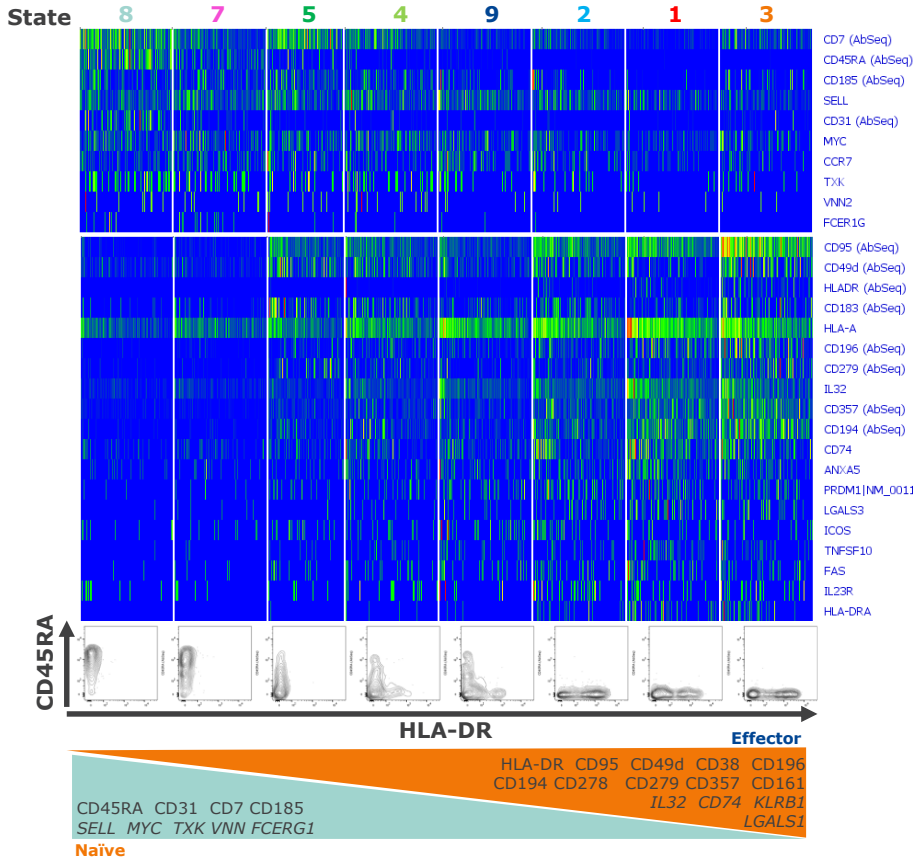 State 8 7 5 4 9 2 1 3
CD7 (AbSeq)
CD45RA (AbSeq)
CD185 (AbSeq)
SELL
CD31 (AbSeq)
MYC
CCR7
TXK
VNN2
FCER1G
CD95 (AbSeq)
CD49d (AbSeq)
HLADR (AbSeq)
CD183 (AbSeq)
HLA-A
CD196 (AbSeq)
CD279 (AbSeq)
IL32
CD357 (AbSeq)
CD194 (AbSeq)
CD74
ANXA5
PRDM1|NM_0011
LGALS3
ICOS
TNFSF10
FAS
IL23R
HLA-DRA
CD45RA
HLA-DR
Effector
HLA-DR CD95 CD49d CD38 CD196
CD194 CD278 CD279 CD357 CD161
IL32 CD74 KLRB1
LGALS1
CD45RA CD31 CD7 CD185
SELL MYC TXK VNN FCERG1
Naïve